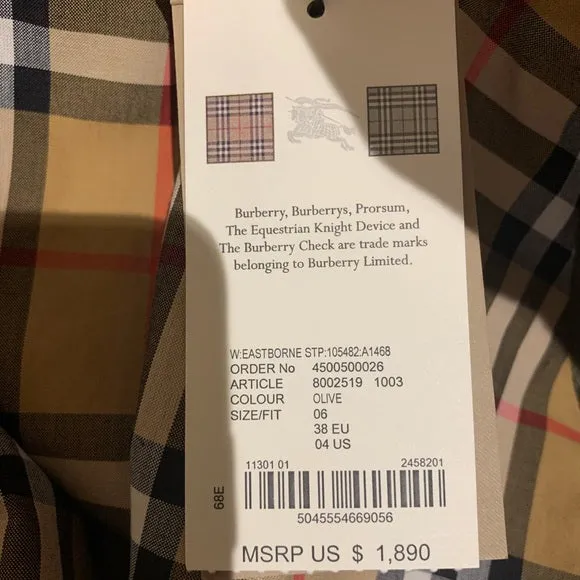 Burberry, Burberrys, Prorsum,
The Equestrian Knight Device and
The Burberry Check are trade marks
belonging to Burberry Limited.
W:EASTBORNE STP:105482:A1468
ORDER No 4500500026
ARTICLE 8002519 1003
COLOUR OLIVE
SIZE/FIT 06
38 EU
04 US
68E
11301 01 2458201
5045554669056
MSRP US $ 1,890